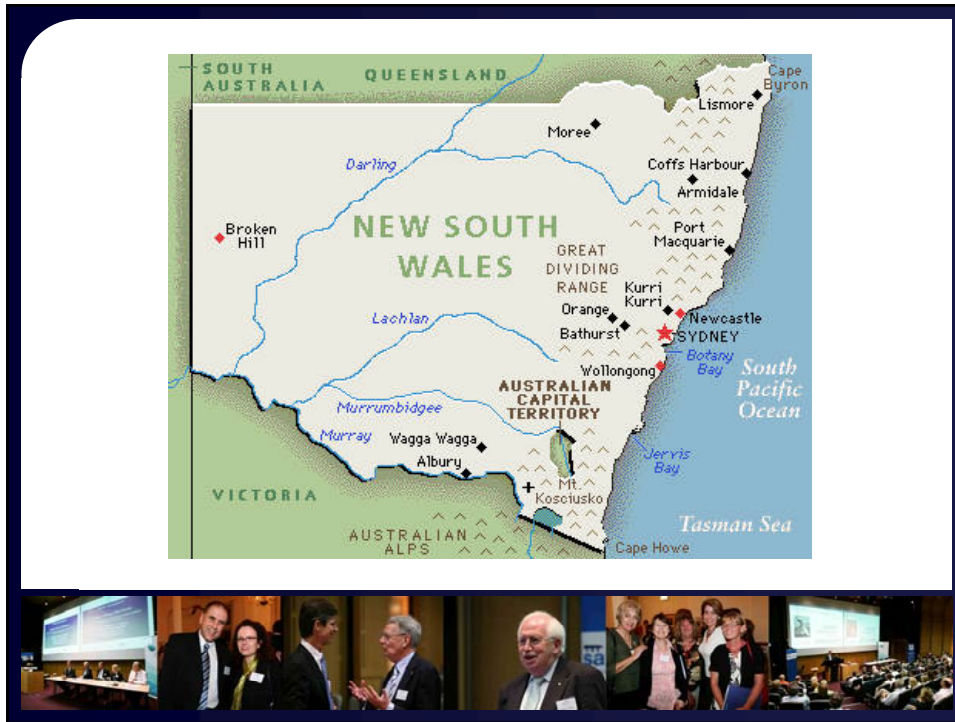 SOUTH
AUSTRALIA
QUEENSLAND
Cape
Byron
Lismore
Moree
Darling
Coffs Harbour
Armidale
Broken
Hill
NEW SOUTH
WALES
Port
Macquarie
GREAT
DIVIDING
RANGE
Kurri
Kurri
Orange
Newcastle
Lachlan
Bathurst
SYDNEY
Botany
Bay
Wollongong
South
Pacific
Ocean
AUSTRALIAN
CAPITAL
TERRITORY
Murrumbidgee
Murray
Wagga Wagga
Albury
Jervis
Bay
Mt.
Kosciusko
VICTORIA
Tasman Sea
AUSTRALIAN
ALPS
Cape Howe
sa